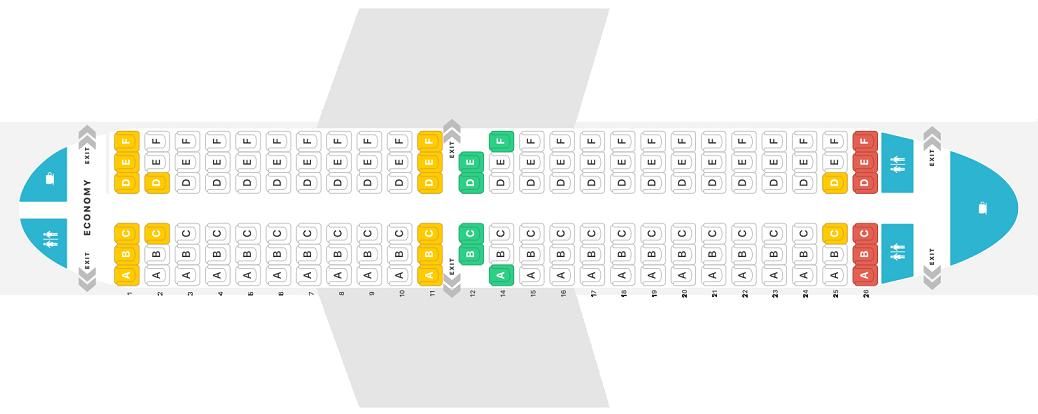 EXIT EXIT EXIT
F F F F F F F F F F F F F F F F F F F F F F F F
E E E E E E E E E E E E E E E E E E E E E E E E E
D D D D D D D D D D D D D D D D D D D D D D D D D
ECONOMY
C C C C C C C C C C C C C C C C C C C C C C C C C
B B B B B B B B B B B B B B B B B B B B B B B B B
A A A A A A A A A A A A A A A A A A A A A A A A
EXIT EXIT EXIT
1 2 3 4 5 6 7 8 9 10 11 12 14 15 16 17 18 19 20 21 22 23 24 25 26